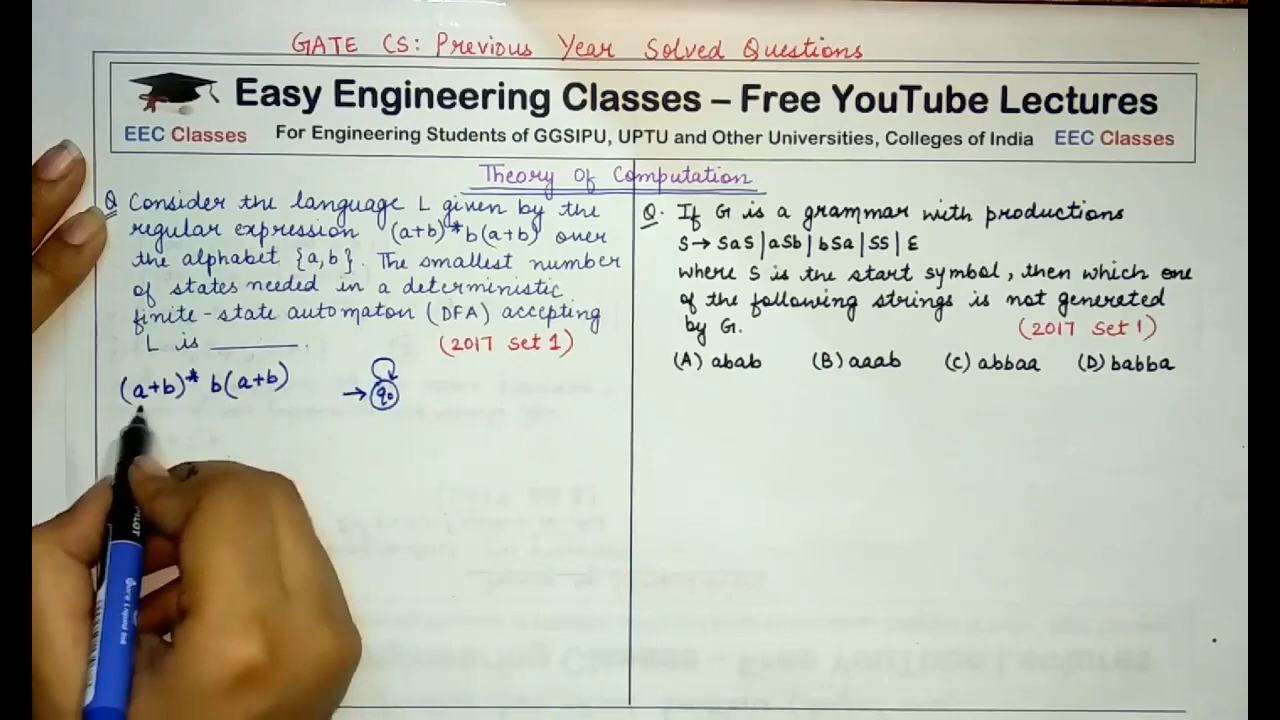 GATE CS: Previous Year Solved Questions
Easy Engineering Classes – Free YouTube Lectures
EEC Classes For Engineering Students of GGSIPU, UPTU and Other Universities, Colleges of India EEC Classes
Theory Of Computation
Q Consider the language L given by the
regular expression (a+b)*b(a+b) over
the alphabet {a,b}. The smallest number
of states needed in a deterministic
finite-state automaton (DFA) accepting
L is ______. (2017 Set 1)
(a+b)* b(a+b)
→ q0
Q. If G is a grammar with productions
S→ SaS|aSb|bSa|SS|ε
where S is the start symbol, then which one
of the following strings is not generated
by G. (2017 Set 1)
(A) abab (B) aaab (C) abbaa (D) babba